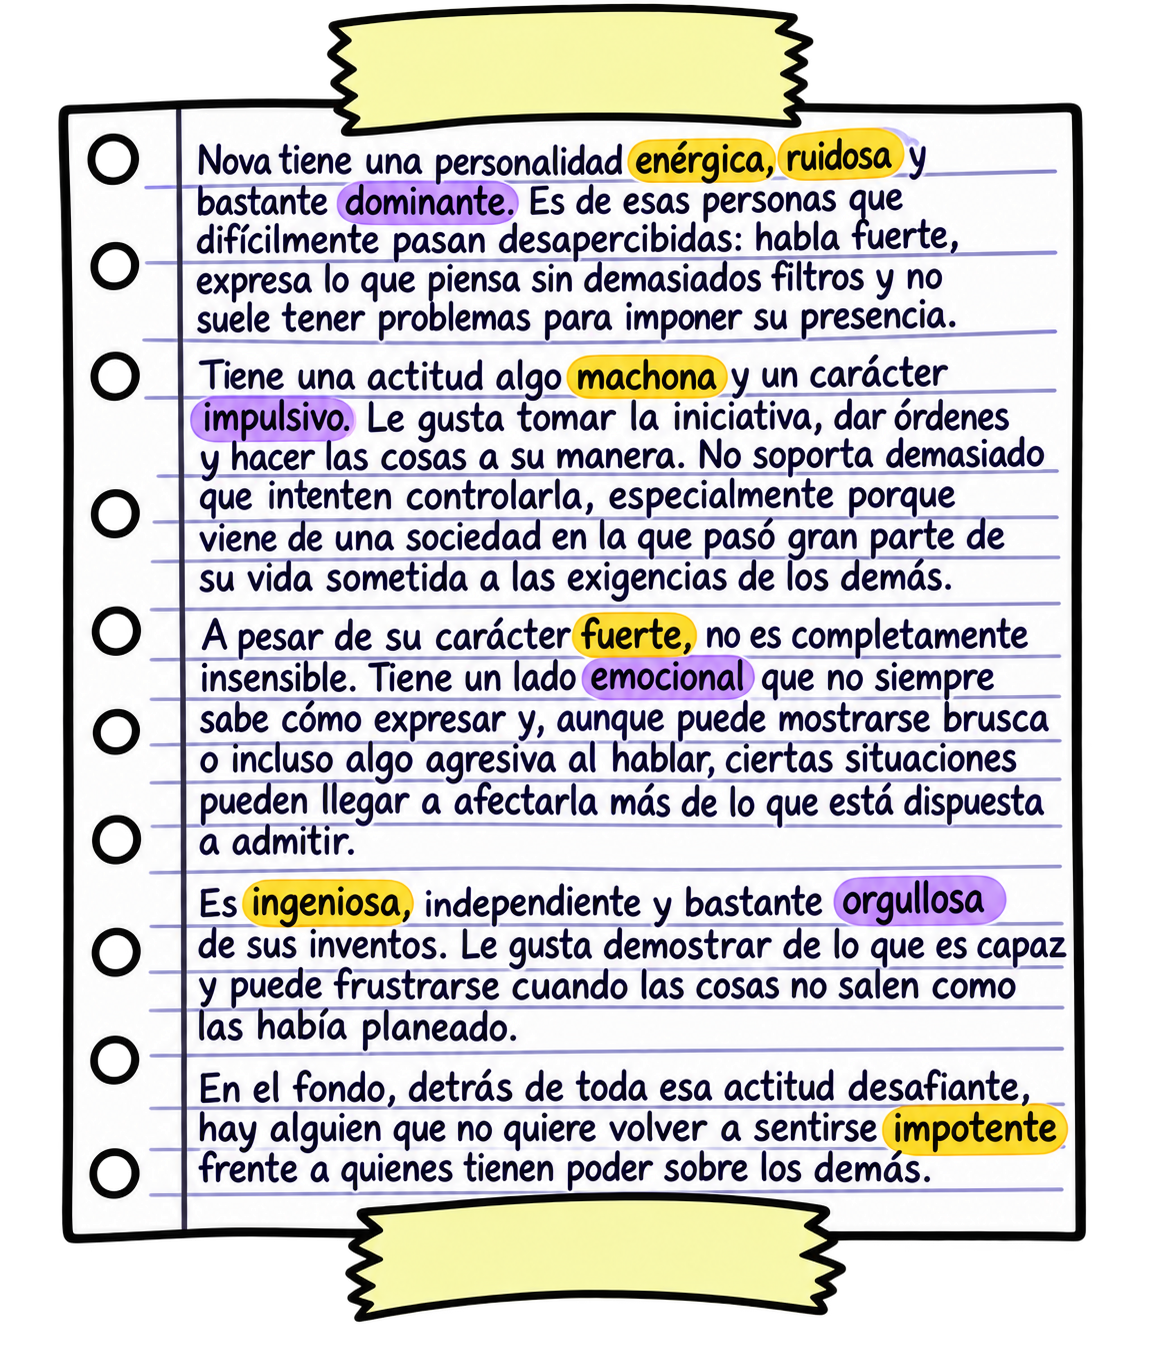 Nova tiene una personalidad enérgica, ruidosa y
bastante dominante. Es de esas personas que
difícilmente pasan desapercibidas: habla fuerte,
expresa lo que piensa sin demasiados filtros y no
suele tener problemas para imponer su presencia.
Tiene una actitud algo machona y un carácter
impulsivo. Le gusta tomar la iniciativa, dar órdenes
y hacer las cosas a su manera. No soporta demasiado
que intenten controlarla, especialmente porque
viene de una sociedad en la que pasó gran parte de
su vida sometida a las exigencias de los demás.
A pesar de su carácter fuerte, no es completamente
insensible. Tiene un lado emocional que no siempre
sabe cómo expresar y, aunque puede mostrarse brusca
o incluso algo agresiva al hablar, ciertas situaciones
pueden llegar a afectarla más de lo que está dispuesta
a admitir.
Es ingeniosa, independiente y bastante orgullosa
de sus inventos. Le gusta demostrar de lo que es capaz
y puede frustrarse cuando las cosas no salen como
las había planeado.
En el fondo, detrás de toda esa actitud desafiante,
hay alguien que no quiere volver a sentirse impotente
frente a quienes tienen poder sobre los demás.